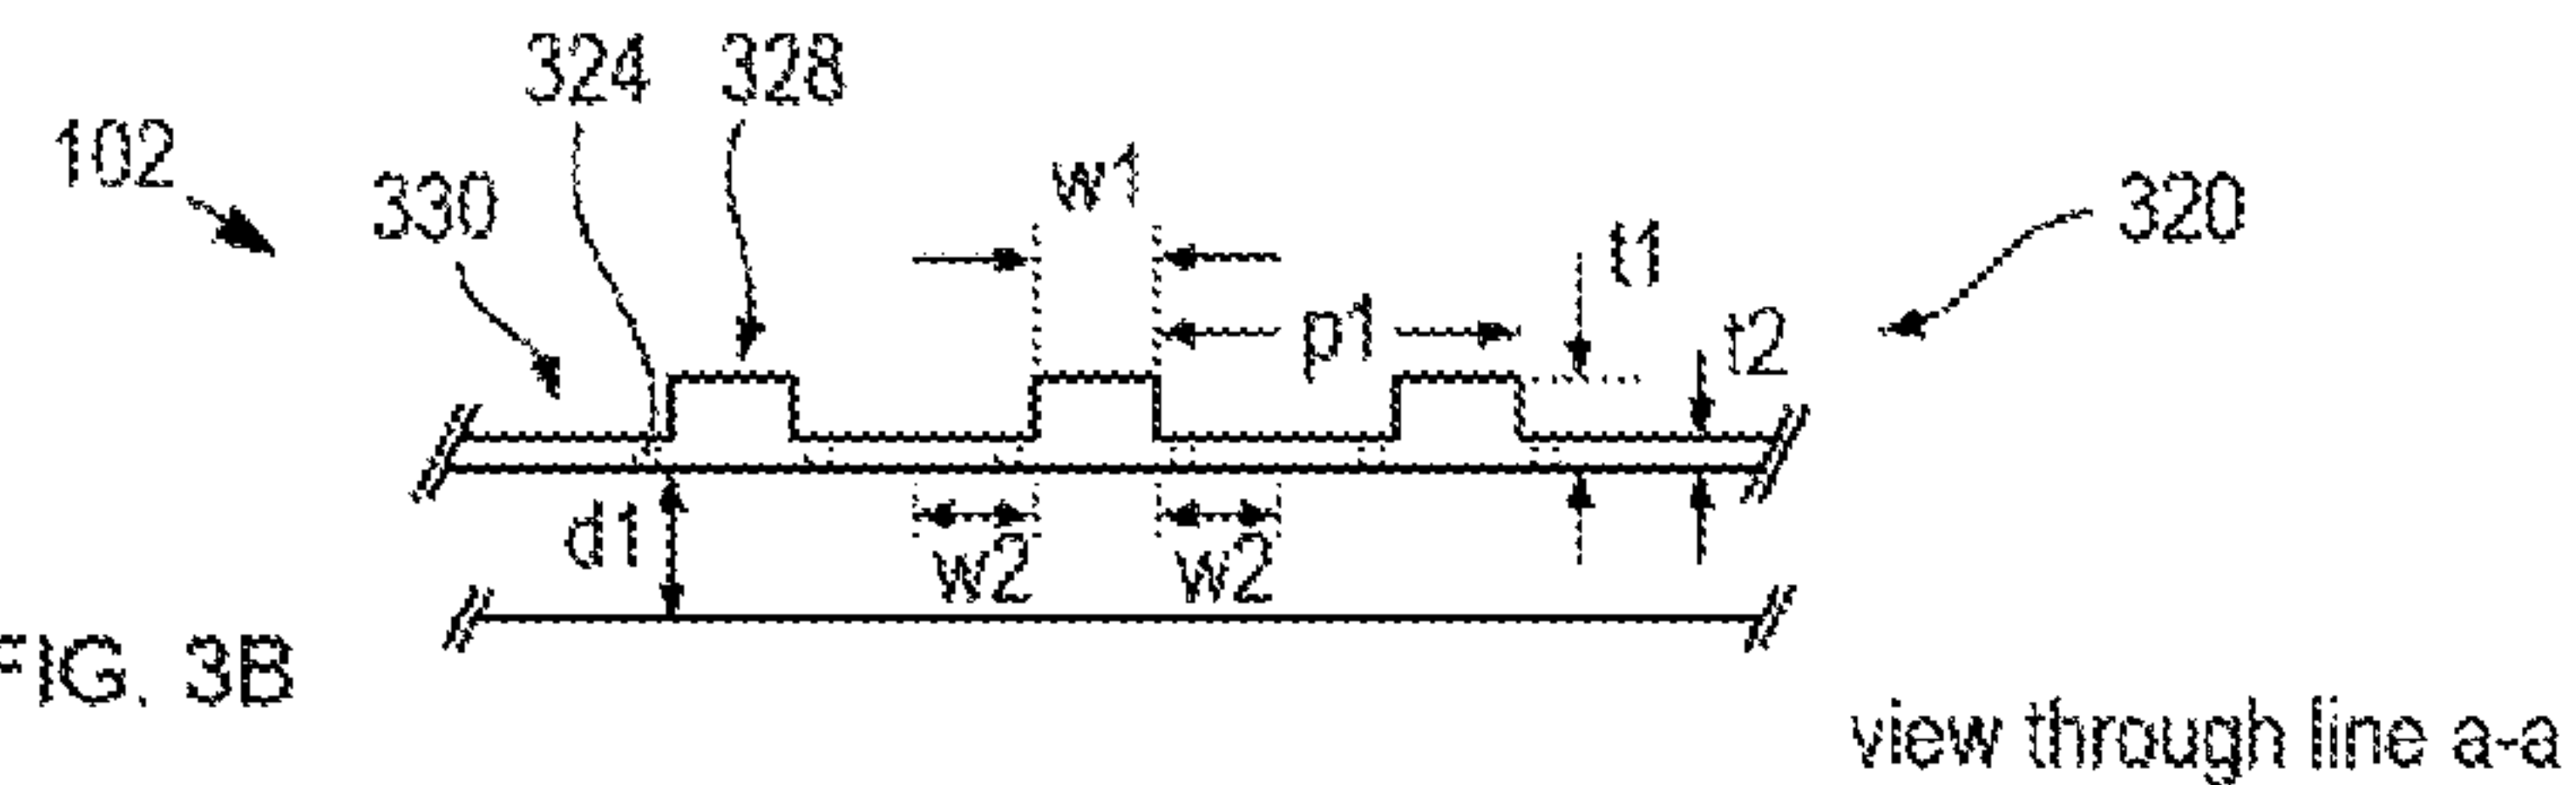 324 328
102
330
w1
320
t1
p1
t2
d1
w2 w2
FIG. 3B
view through line a-a